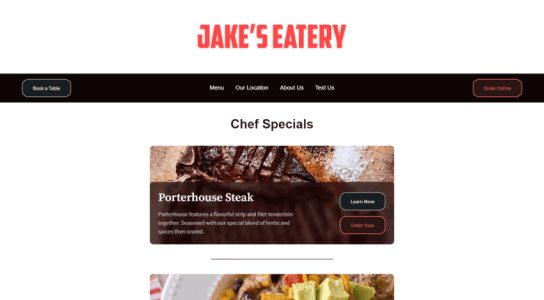 JAKE'S EATERY
Book a Table
Menu Our Location About Us Text Us
Order Online
Chef Specials
Porterhouse Steak
Porterhouse features a flavorful strip and filet tenderloin
together. Seasoned with our special blend of herbs and
spices then seared.
Learn More
Order Now